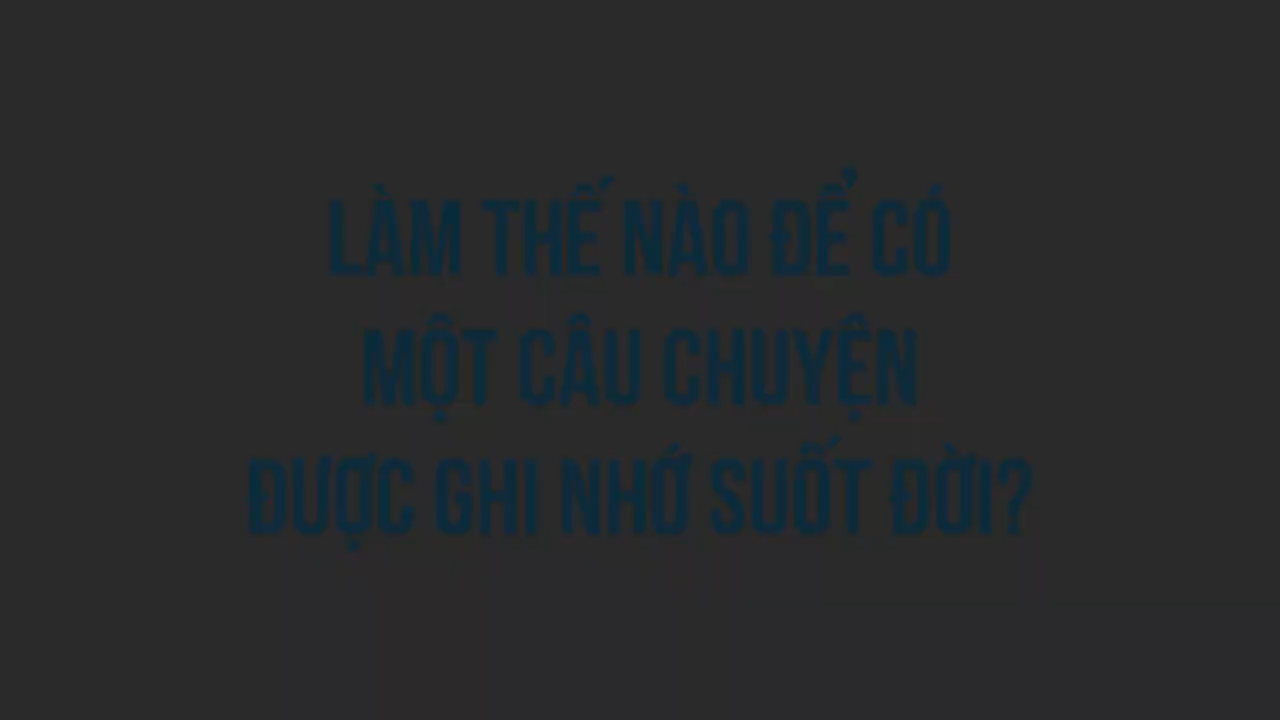 LÀM THẾ NÀO ĐỂ CÓ
MỘT CÂU CHUYỆN
ĐƯỢC GHI NHỚ SUỐT ĐỜI?